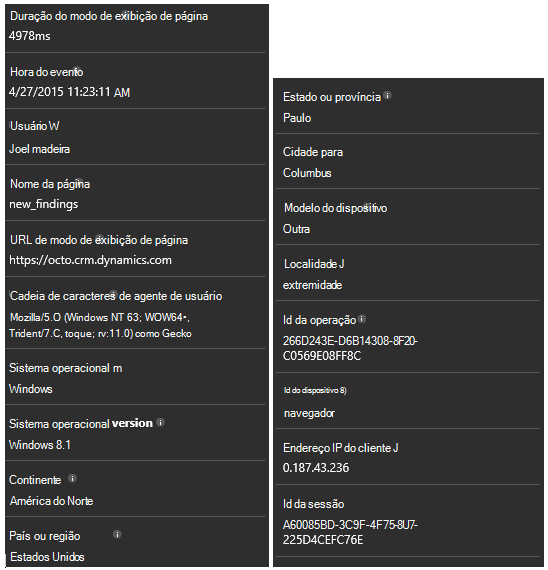 Duração do modo de exibição de página
4978ms
Hora do evento
4/27/2015 11:23:11 AM
Usuário W
Joel madeira
Nome da página
new_findings
URL de modo de exibição de página
https://octo.crm.dynamics.com
Cadeia de caracteres de agente de usuário
Mozilla/5.O (Windows NT 63; WOW64•,
Trident/7.C, toque; rv:11.0) como Gecko
Sistema operacional m
Windows
Sistema operacional version
Windows 8.1
Continente
América do Norte
País ou região
Estados Unidos
Estado ou província
Paulo
Cidade para
Columbus
Modelo do dispositivo
Outra
Localidade J
extremidade
Id da operação
266D243E-D6B14308-8F20-
C0569E08FF8C
Id do dispositivo 8)
navegador
Endereço IP do cliente J
0.187.43.236
Id da sessão
A60085BD-3C9F-4F75-8U7-
225D4CEFC76E